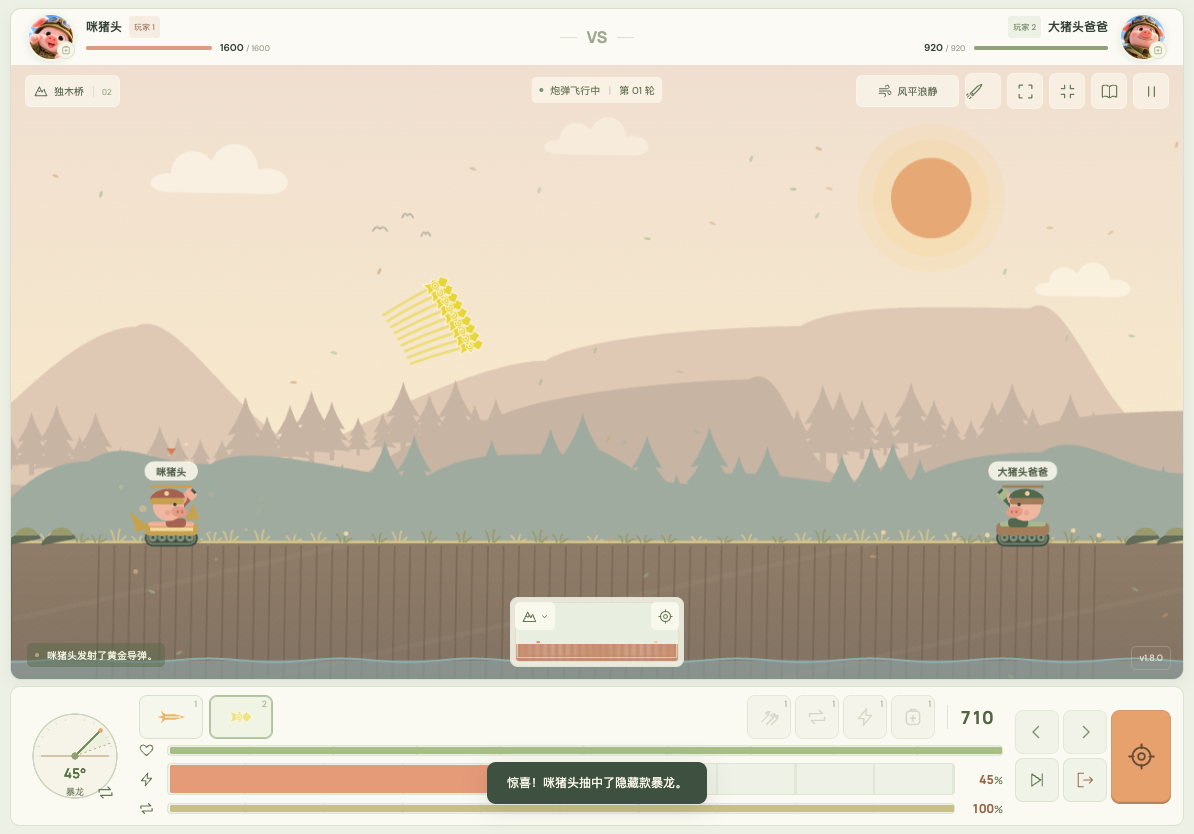 咪猪头 玩家 1
1600 / 1600
VS
玩家 2 大猪头爸爸
920 / 920
独木桥 02
炮弹飞行中 第 01 轮
风平浪静
咪猪头
大猪头爸爸
咪猪头发射了黄金导弹。
v1.8.0
1
2
1
1
1
1
710
45°
暴龙
惊喜！咪猪头抽中了隐藏款暴龙。
45%
100%